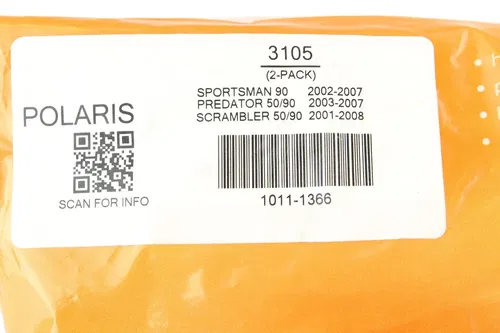 3105
(2-PACK)
SPORTSMAN 90 2002-2007
PREDATOR 50/90 2003-2007
SCRAMBLER 50/90 2001-2008
POLARIS
SCAN FOR INFO
1011-1366